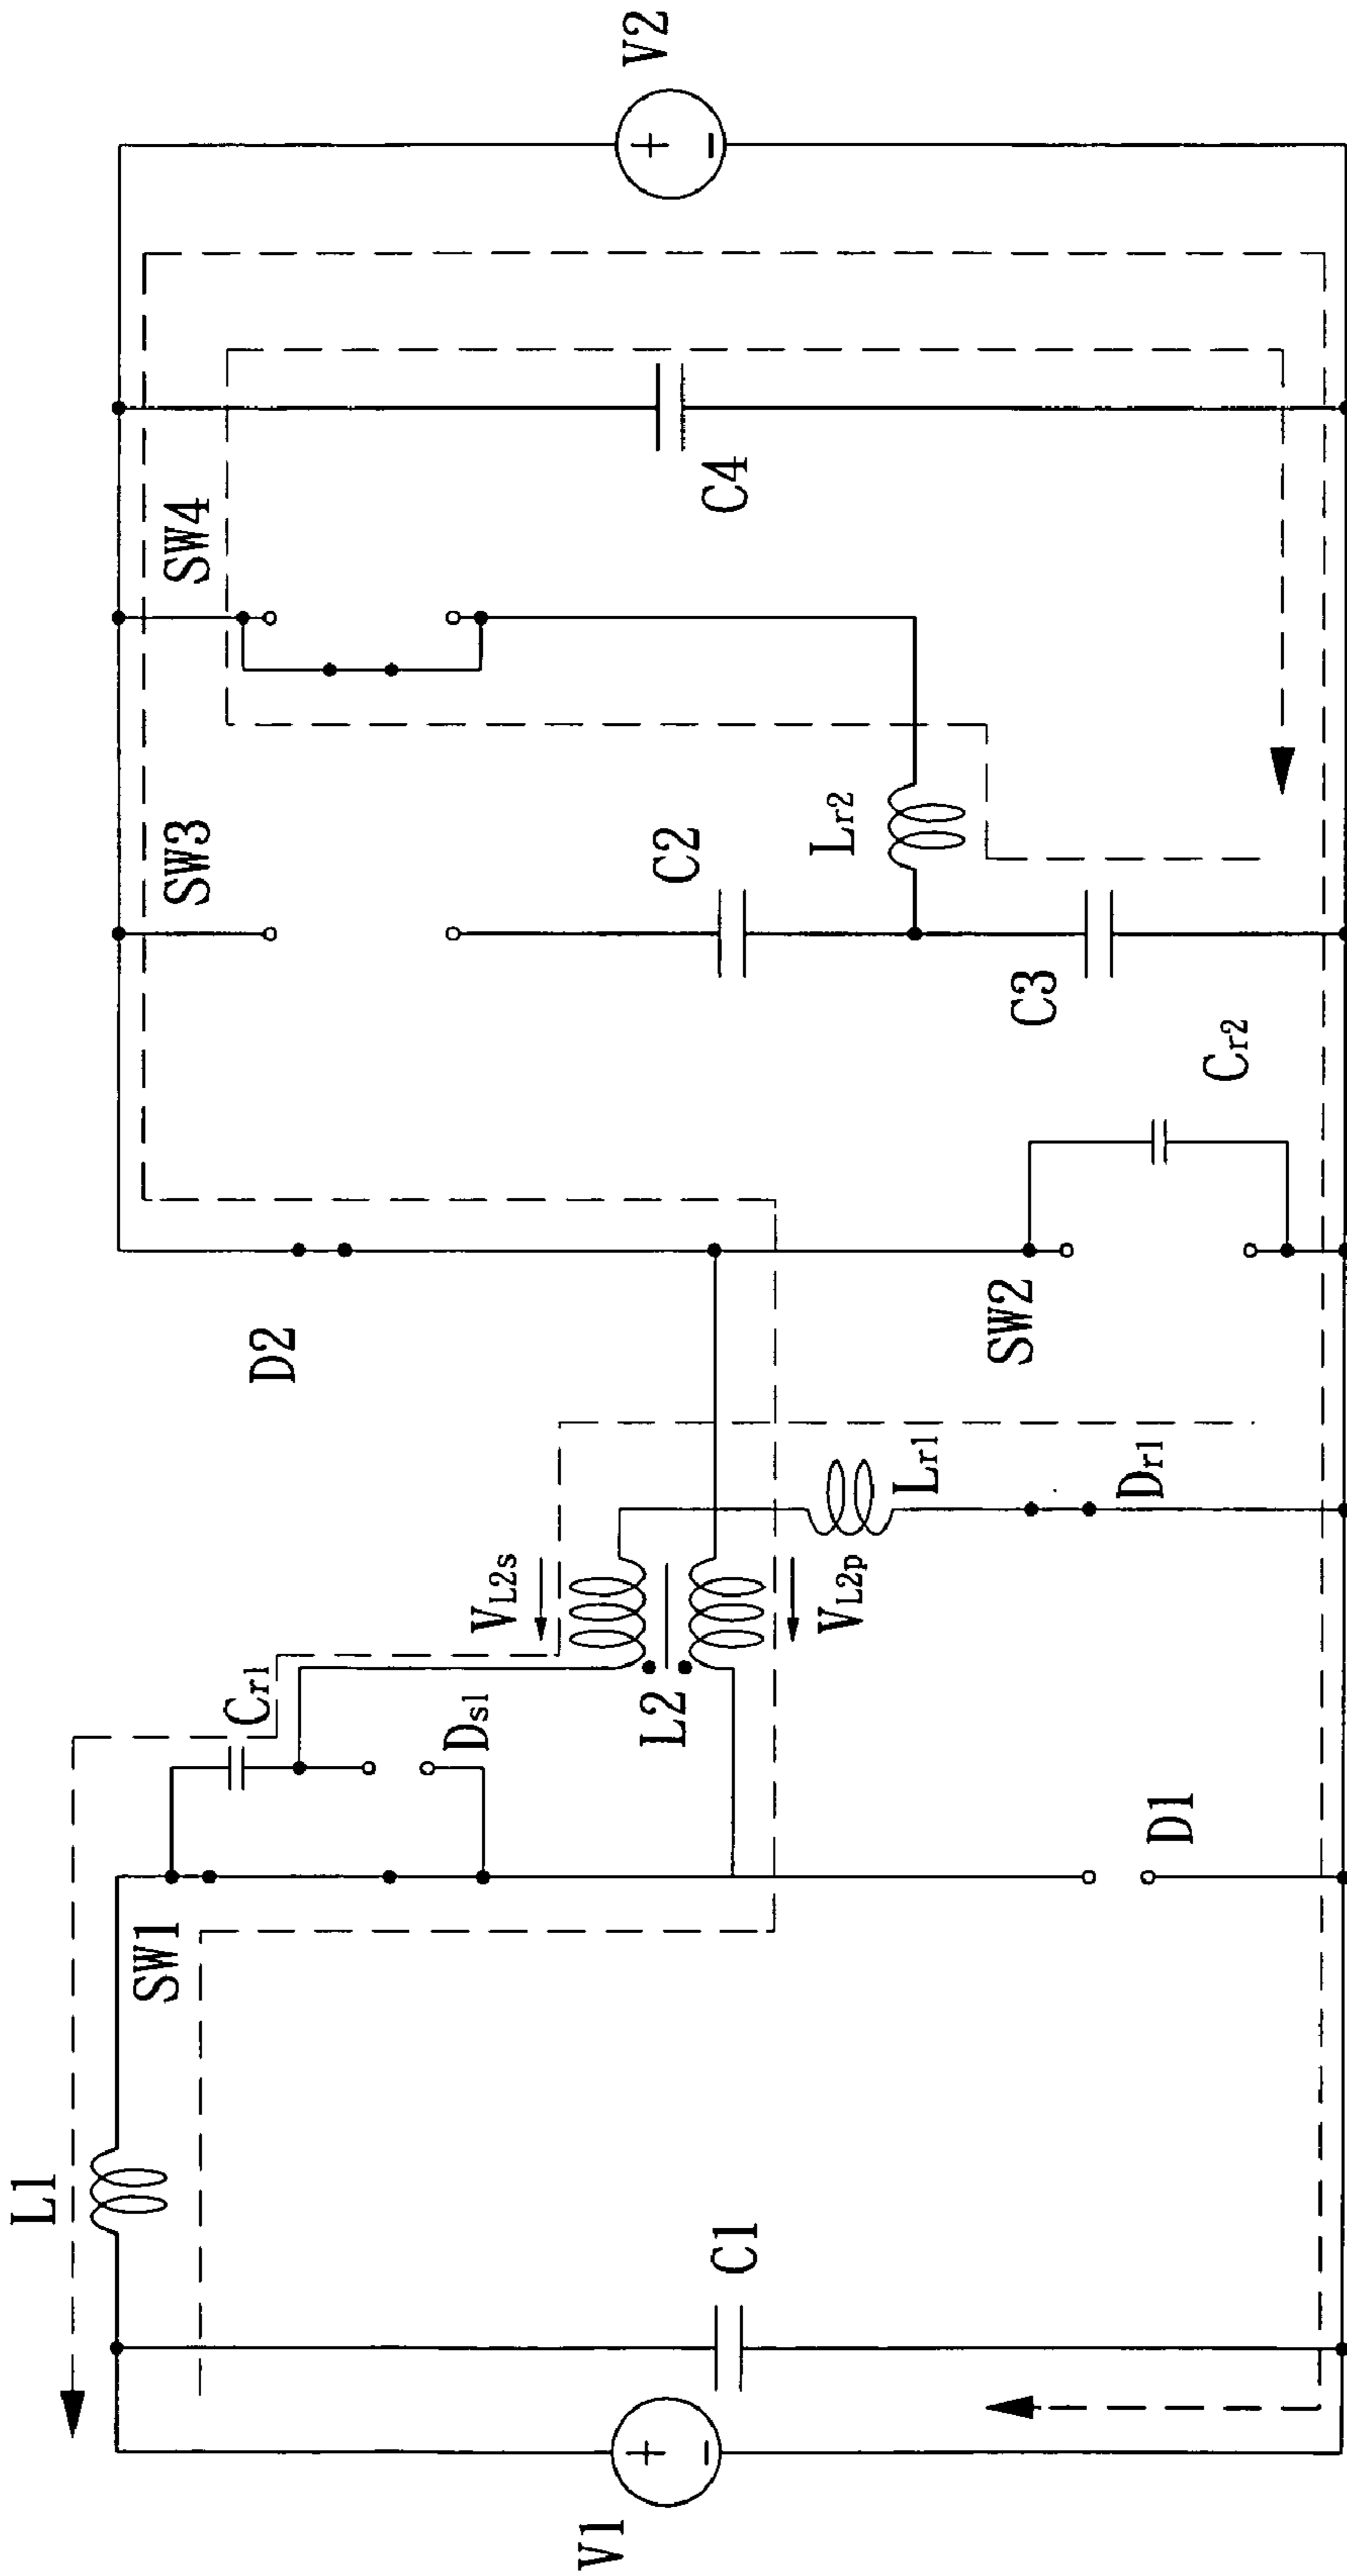 V1
C1
L1
SW1
Cr1
Ds1
D1
L2
VL2s
VL2p
Lr1
Dr1
D2
SW2
Cr2
SW3
C2
C3
Lr2
SW4
C4
V2
+
-
+
-